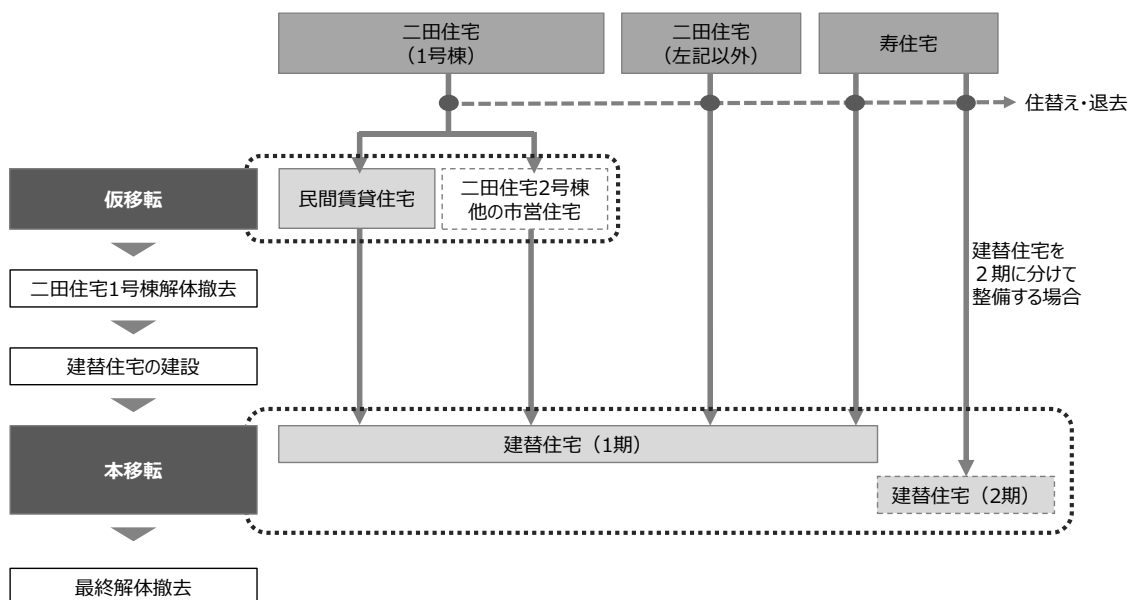 二田住宅
（1号棟）
二田住宅
（左記以外）
寿住宅
住替え・退去
仮移転
民間賃貸住宅
二田住宅2号棟
他の市営住宅
建替住宅を
２期に分けて
整備する場合
二田住宅1号棟解体撤去
建替住宅の建設
本移転
建替住宅（1期）
建替住宅（2期）
最終解体撤去